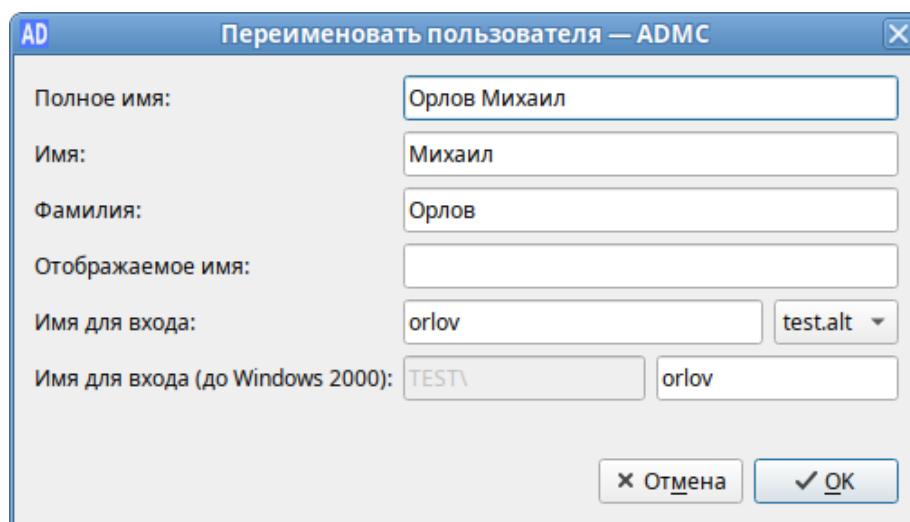 AD Переименовать пользователя — ADMC
Полное имя: Орлов Михаил
Имя: Михаил
Фамилия: Орлов
Отображаемое имя:
Имя для входа: orlov test.alt
Имя для входа (до Windows 2000): TEST\ orlov
Отмена OK